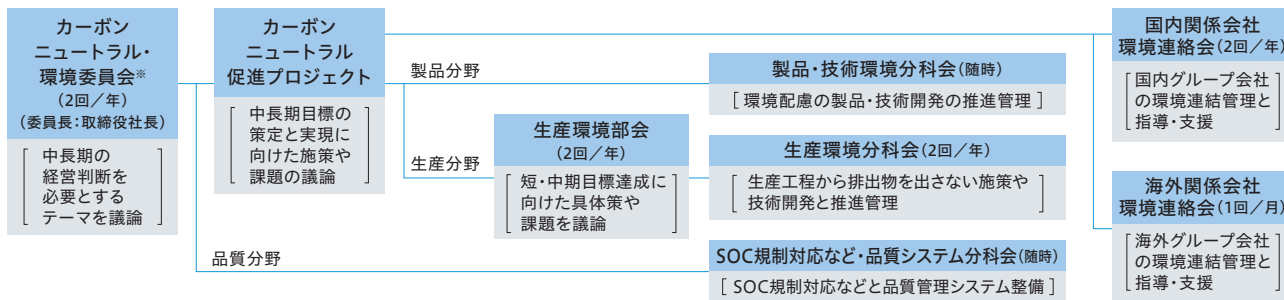 カーボン
ニュートラル・
環境委員会※
(2回／年)
(委員長:取締役社長)
中長期の
経営判断を
必要とする
テーマを議論
カーボン
ニュートラル
促進プロジェクト
中長期目標の
策定と実現に
向けた施策や
課題の議論
製品分野
生産分野
品質分野
生産環境部会
(2回／年)
短・中期目標達成に
向けた具体策や
課題を議論
製品・技術環境分科会(随時)
[ 環境配慮の製品・技術開発の推進管理 ]
生産環境分科会(2回／年)
生産工程から排出物を出さない施策や
技術開発と推進管理
SOC規制対応など・品質システム分科会(随時)
[ SOC規制対応などと品質管理システム整備 ]
国内関係会社
環境連絡会(2回／年)
国内グループ会社
の環境連結管理と
指導・支援
海外関係会社
環境連絡会(1回／月)
海外グループ会社
の環境連結管理と
指導・支援